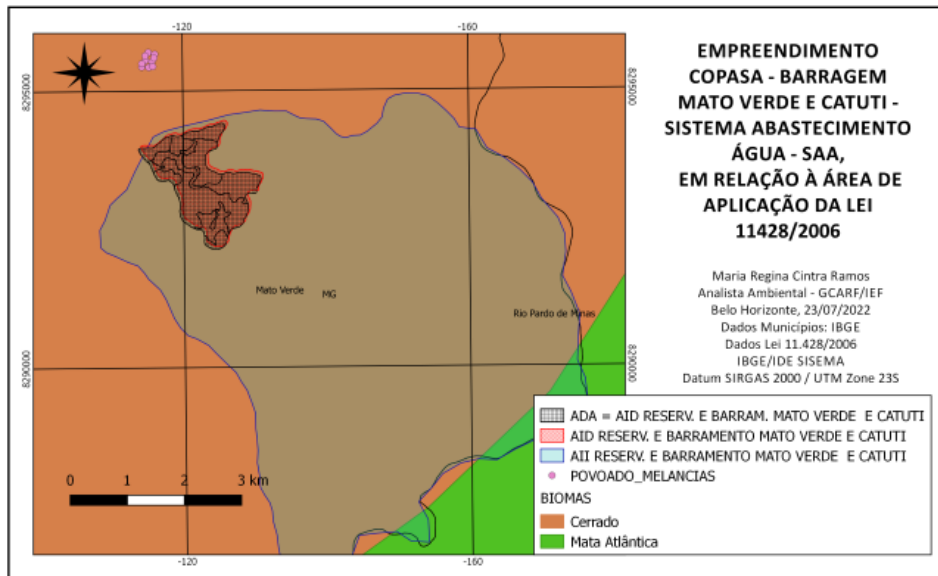 -120
-160
8295000
8295000
EMPREENDIMENTO
COPASA - BARRAGEM
MATO VERDE E CATUTI -
SISTEMA ABASTECIMENTO
ÁGUA - SAA,
EM RELAÇÃO À ÁREA DE
APLICAÇÃO DA LEI
11428/2006
Maria Regina Cintra Ramos
Analista Ambiental - GCARF/IEF
Belo Horizonte, 23/07/2022
Dados Municípios: IBGE
Dados Lei 11.428/2006
IBGE/IDE SISEMA
Datum SIRGAS 2000 / UTM Zone 23S
Mato Verde MG
Rio Pardo de Minas
8290000
8290000
0 1 2 3 km
ADA = AID RESERV. E BARRAM. MATO VERDE E CATUTI
AID RESERV. E BARRAMENTO MATO VERDE E CATUTI
AII RESERV. E BARRAMENTO MATO VERDE E CATUTI
POVOADO_MELANCIAS
BIOMAS
Cerrado
Mata Atlântica
-120
-160